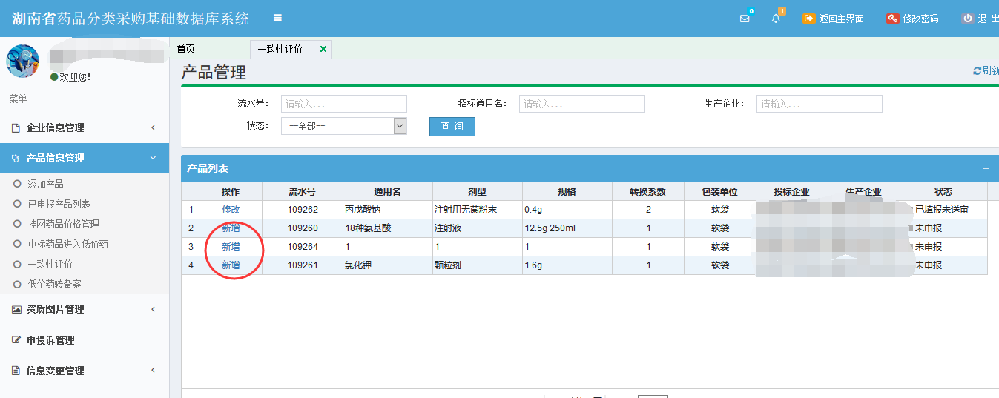 湖南省药品分类采购基础数据库系统
0
1
返回主界面
修改密码
退 出
欢迎您!
菜单
企业信息管理
产品信息管理
添加产品
已申报产品列表
挂网药品价格管理
中标药品进入低价药
一致性评价
低价药转备案
资质图片管理
申投诉管理
信息变更管理
首页 一致性评价
产品管理 刷新
流水号： 请输入... 招标通用名： 请输入... 生产企业： 请输入...
状态： --全部-- 查 询
产品列表
操作 流水号 通用名 剂型 规格 转换系数 包装单位 投标企业 生产企业 状态
1 修改 109262 丙戊酸钠 注射用无菌粉末 0.4g 2 软袋 已填报未送审
2 新增 109260 18种氨基酸 注射液 12.5g 250ml 1 软袋 未申报
3 新增 109264 1 1 1 1 软袋 未申报
4 新增 109261 氯化钾 颗粒剂 1.6g 1 软袋 未申报